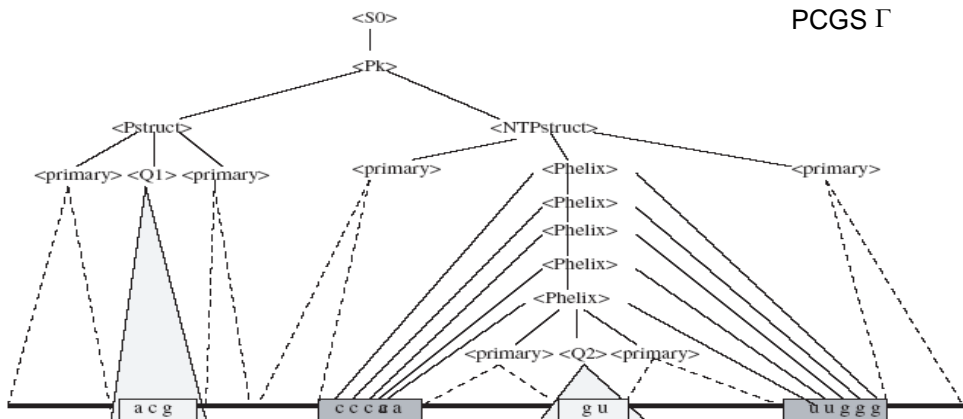 <S0>
PCGS Γ
<Pk>
<Pstruct> <NTPstruct>
<primary> <Q1> <primary> <primary> <Phelix> <primary>
<Phelix>
<Phelix>
<Phelix>
<Phelix>
<primary> <Q2> <primary>
a c g c c c a a g u u u g g g